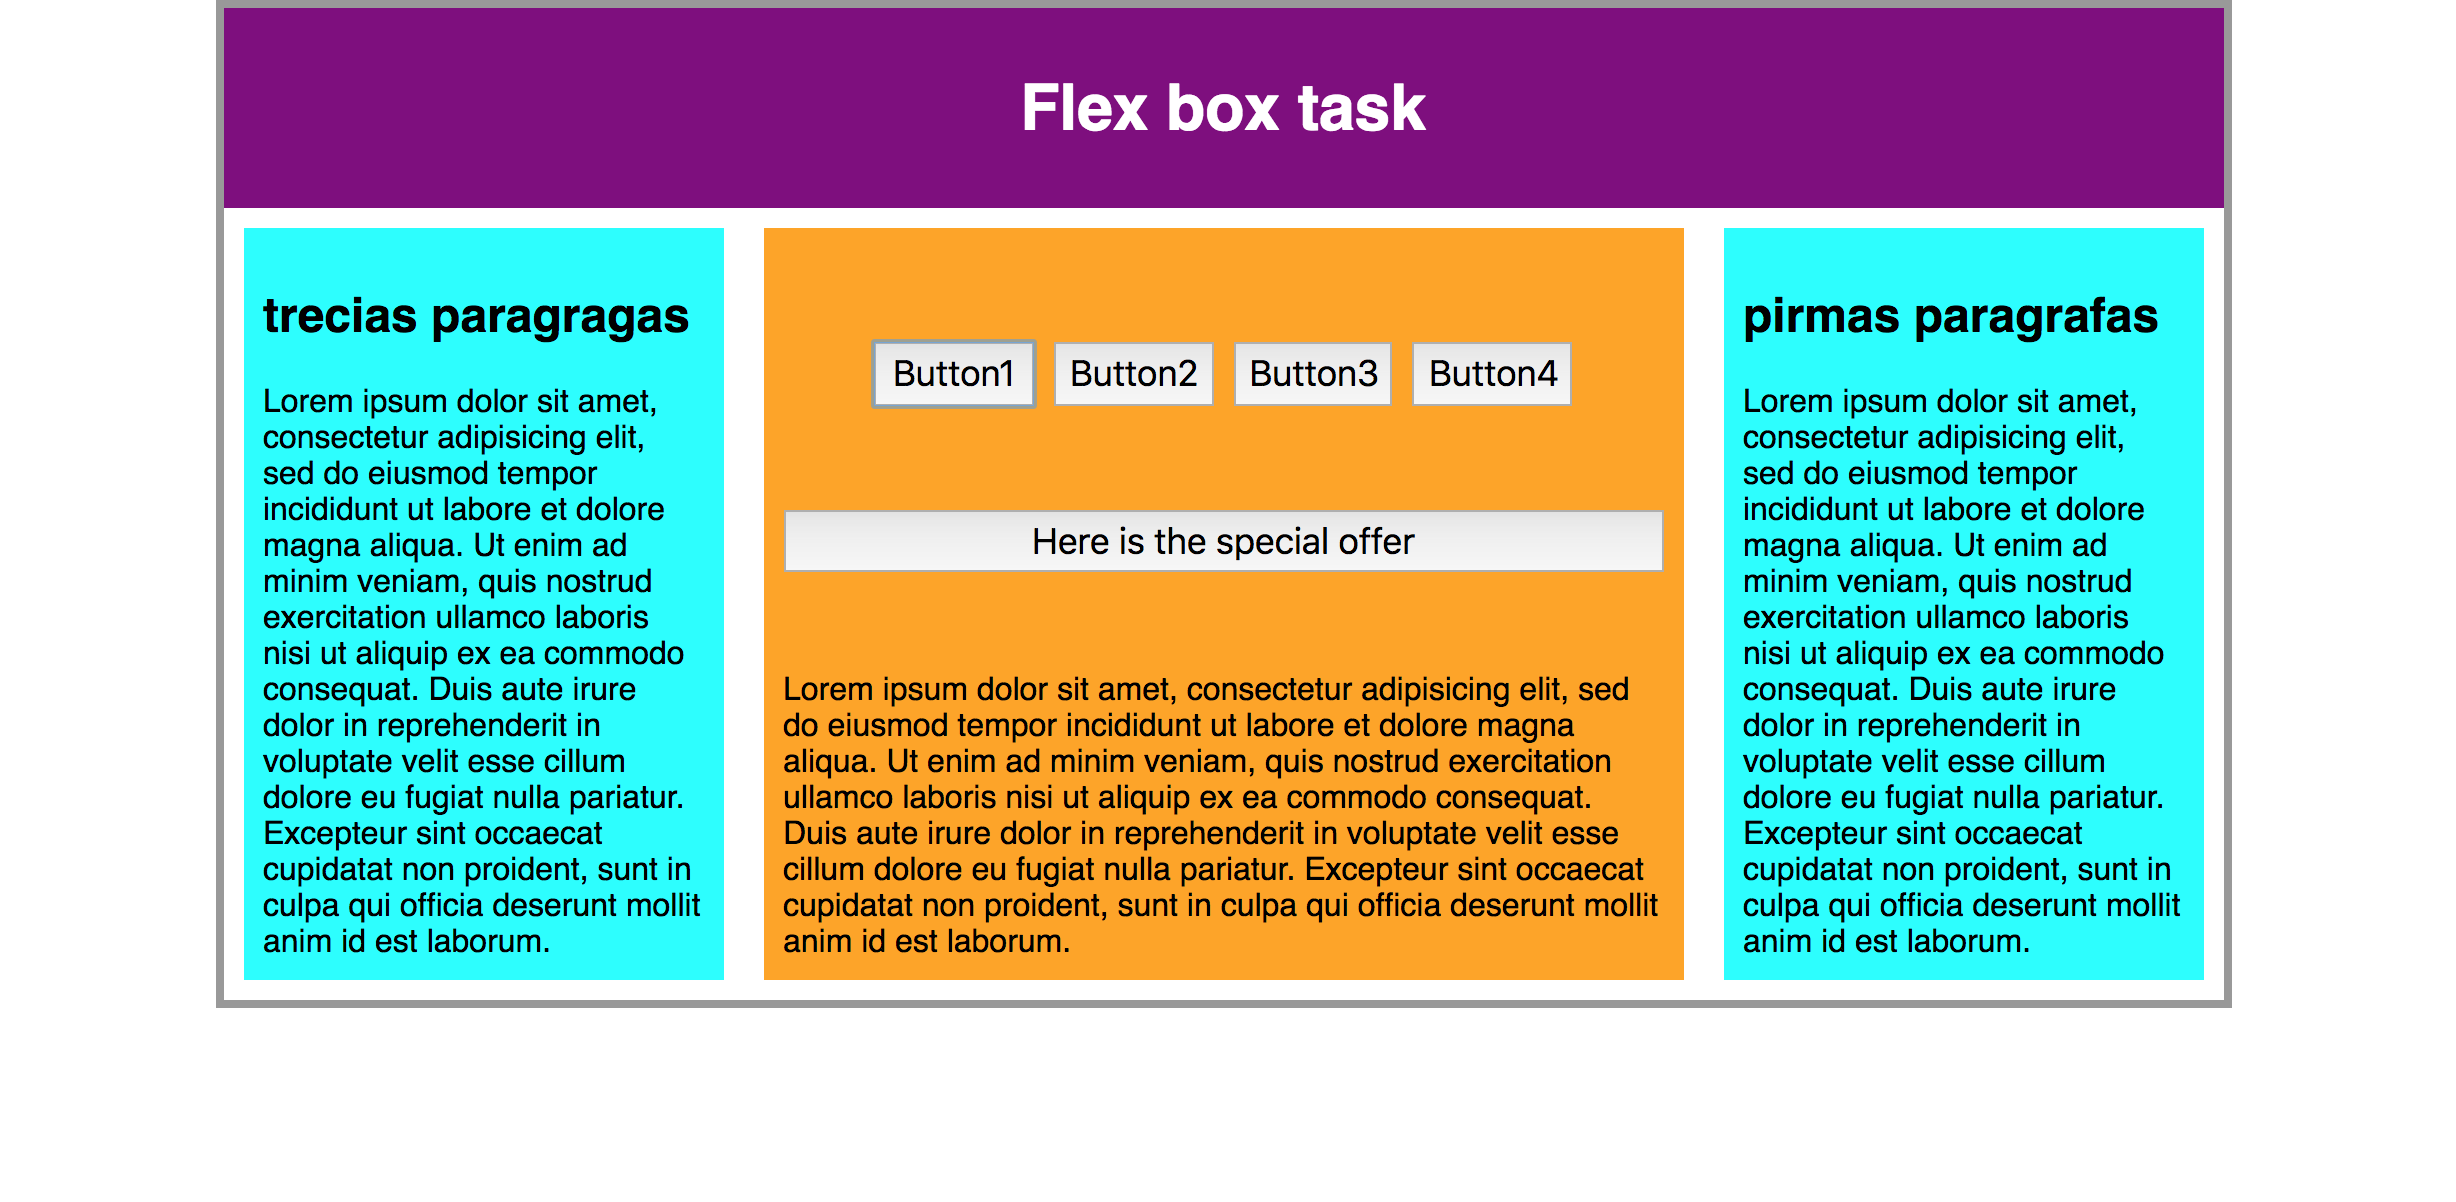 Flex box task
trecias paragragas
Lorem ipsum dolor sit amet,
consectetur adipisicing elit,
sed do eiusmod tempor
incididunt ut labore et dolore
magna aliqua. Ut enim ad
minim veniam, quis nostrud
exercitation ullamco laboris
nisi ut aliquip ex ea commodo
consequat. Duis aute irure
dolor in reprehenderit in
voluptate velit esse cillum
dolore eu fugiat nulla pariatur.
Excepteur sint occaecat
cupidatat non proident, sunt in
culpa qui officia deserunt mollit
anim id est laborum.
Button1 Button2 Button3 Button4
Here is the special offer
Lorem ipsum dolor sit amet, consectetur adipisicing elit, sed
do eiusmod tempor incididunt ut labore et dolore magna
aliqua. Ut enim ad minim veniam, quis nostrud exercitation
ullamco laboris nisi ut aliquip ex ea commodo consequat.
Duis aute irure dolor in reprehenderit in voluptate velit esse
cillum dolore eu fugiat nulla pariatur. Excepteur sint occaecat
cupidatat non proident, sunt in culpa qui officia deserunt mollit
anim id est laborum.
pirmas paragrafas
Lorem ipsum dolor sit amet,
consectetur adipisicing elit,
sed do eiusmod tempor
incididunt ut labore et dolore
magna aliqua. Ut enim ad
minim veniam, quis nostrud
exercitation ullamco laboris
nisi ut aliquip ex ea commodo
consequat. Duis aute irure
dolor in reprehenderit in
voluptate velit esse cillum
dolore eu fugiat nulla pariatur.
Excepteur sint occaecat
cupidatat non proident, sunt in
culpa qui officia deserunt mollit
anim id est laborum.